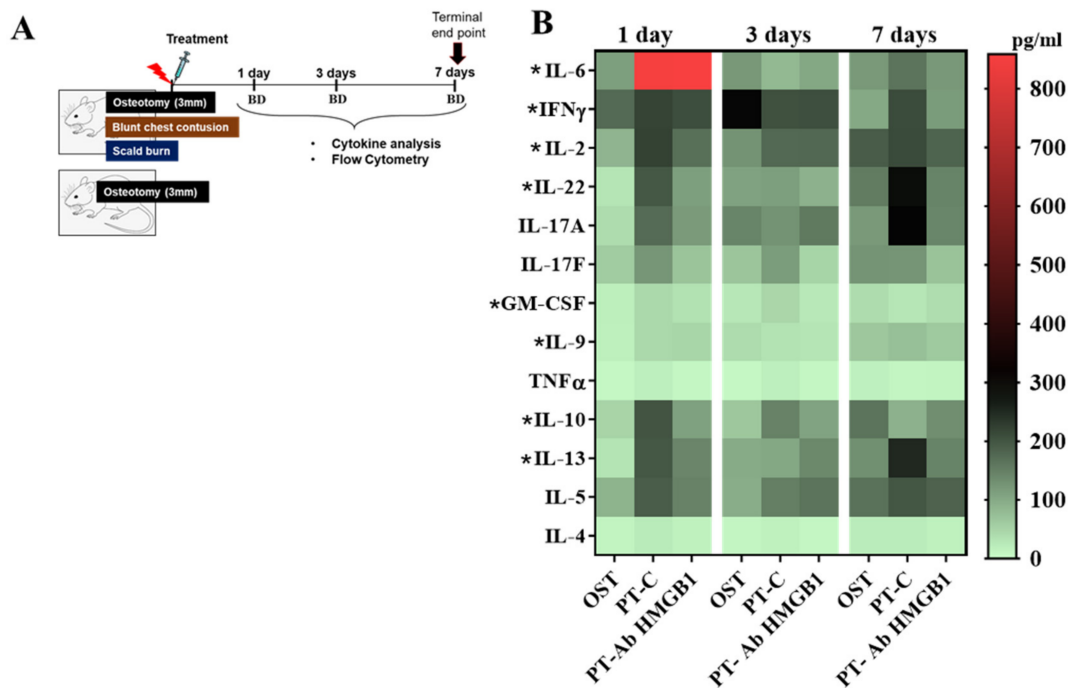 A
Treatment
Terminal
end point
1 day
3 days
7 days
BD
BD
BD
Osteotomy (3mm)
Blunt chest contusion
Scald burn
• Cytokine analysis
• Flow Cytometry
Osteotomy (3mm)
B
1 day
3 days
7 days
pg/ml
*IL-6
*IFNγ
*IL-2
*IL-22
IL-17A
IL-17F
*GM-CSF
*IL-9
TNFα
*IL-10
*IL-13
IL-5
IL-4
800
700
600
500
400
300
200
100
0
OST
PT-C
PT-Ab HMGB1
OST
PT-C
PT- Ab HMGB1
OST
PT-C
PT- Ab HMGB1